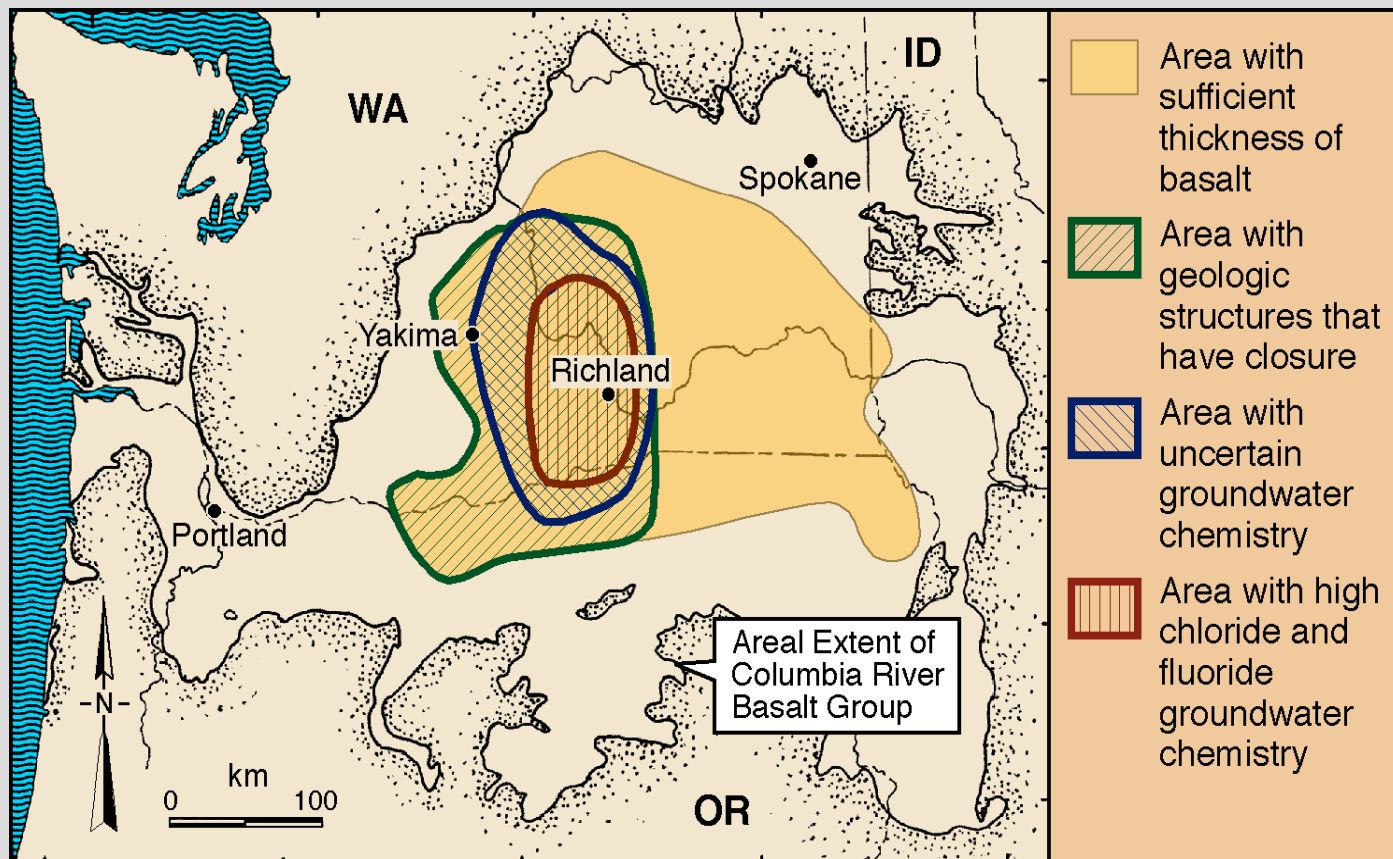 WA
ID
Spokane
Yakima
Richland
Portland
Areal Extent of
Columbia River
Basalt Group
-N-
km
0 100
OR
Area with
sufficient
thickness of
basalt
Area with
geologic
structures that
have closure
Area with
uncertain
groundwater
chemistry
Area with high
chloride and
fluoride
groundwater
chemistry